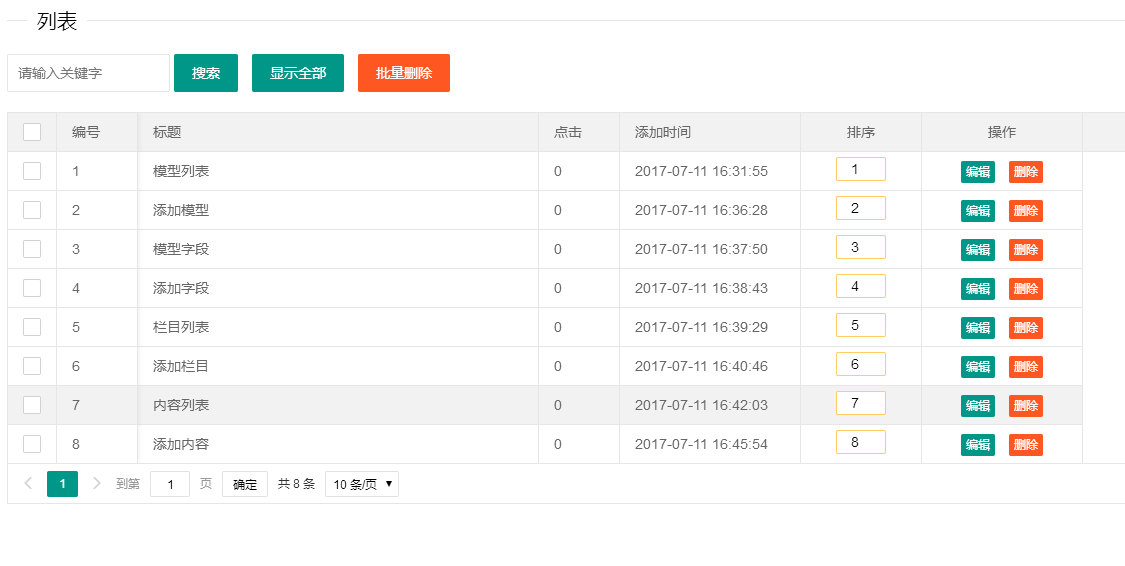 列表
请输入关键字 搜索 显示全部 批量删除
编号 标题 点击 添加时间 排序 操作
1 模型列表 0 2017-07-11 16:31:55 1 编辑 删除
2 添加模型 0 2017-07-11 16:36:28 2 编辑 删除
3 模型字段 0 2017-07-11 16:37:50 3 编辑 删除
4 添加字段 0 2017-07-11 16:38:43 4 编辑 删除
5 栏目列表 0 2017-07-11 16:39:29 5 编辑 删除
6 添加栏目 0 2017-07-11 16:40:46 6 编辑 删除
7 内容列表 0 2017-07-11 16:42:03 7 编辑 删除
8 添加内容 0 2017-07-11 16:45:54 8 编辑 删除
1 到第 1 页 确定 共 8 条 10 条/页